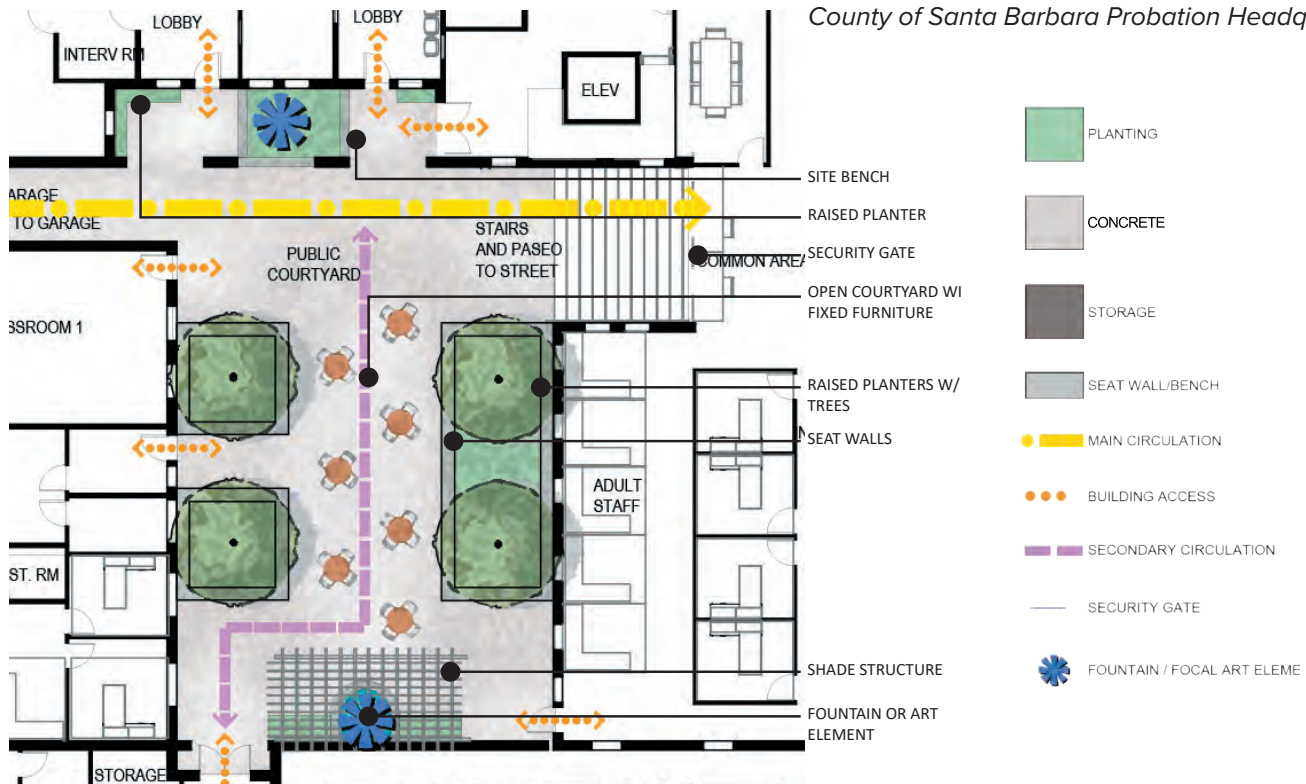 County of Santa Barbara Probation Headq
LOBBY
LOBBY
INTERV RM
ELEV
ARAGE
TO GARAGE
PUBLIC
COURTYARD
STAIRS
AND PASEO
TO STREET
COMMON AREA
SSROOM 1
ADULT
STAFF
ST. RM
STORAGE
SITE BENCH
RAISED PLANTER
SECURITY GATE
OPEN COURTYARD WI
FIXED FURNITURE
RAISED PLANTERS W/
TREES
SEAT WALLS
SHADE STRUCTURE
FOUNTAIN OR ART
ELEMENT
PLANTING
CONCRETE
STORAGE
SEAT WALL/BENCH
MAIN CIRCULATION
BUILDING ACCESS
SECONDARY CIRCULATION
SECURITY GATE
FOUNTAIN / FOCAL ART ELEME